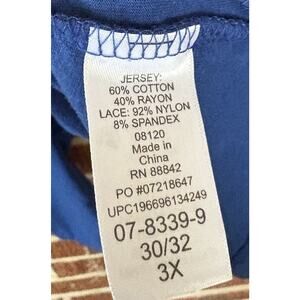 JERSEY:
60% COTTON
40% RAYON
LACE: 92% NYLON
8% SPANDEX
08120
Made in
China
RN 88842
PO #07218647
UPC196696134249
07-8339-9
30/32
3X